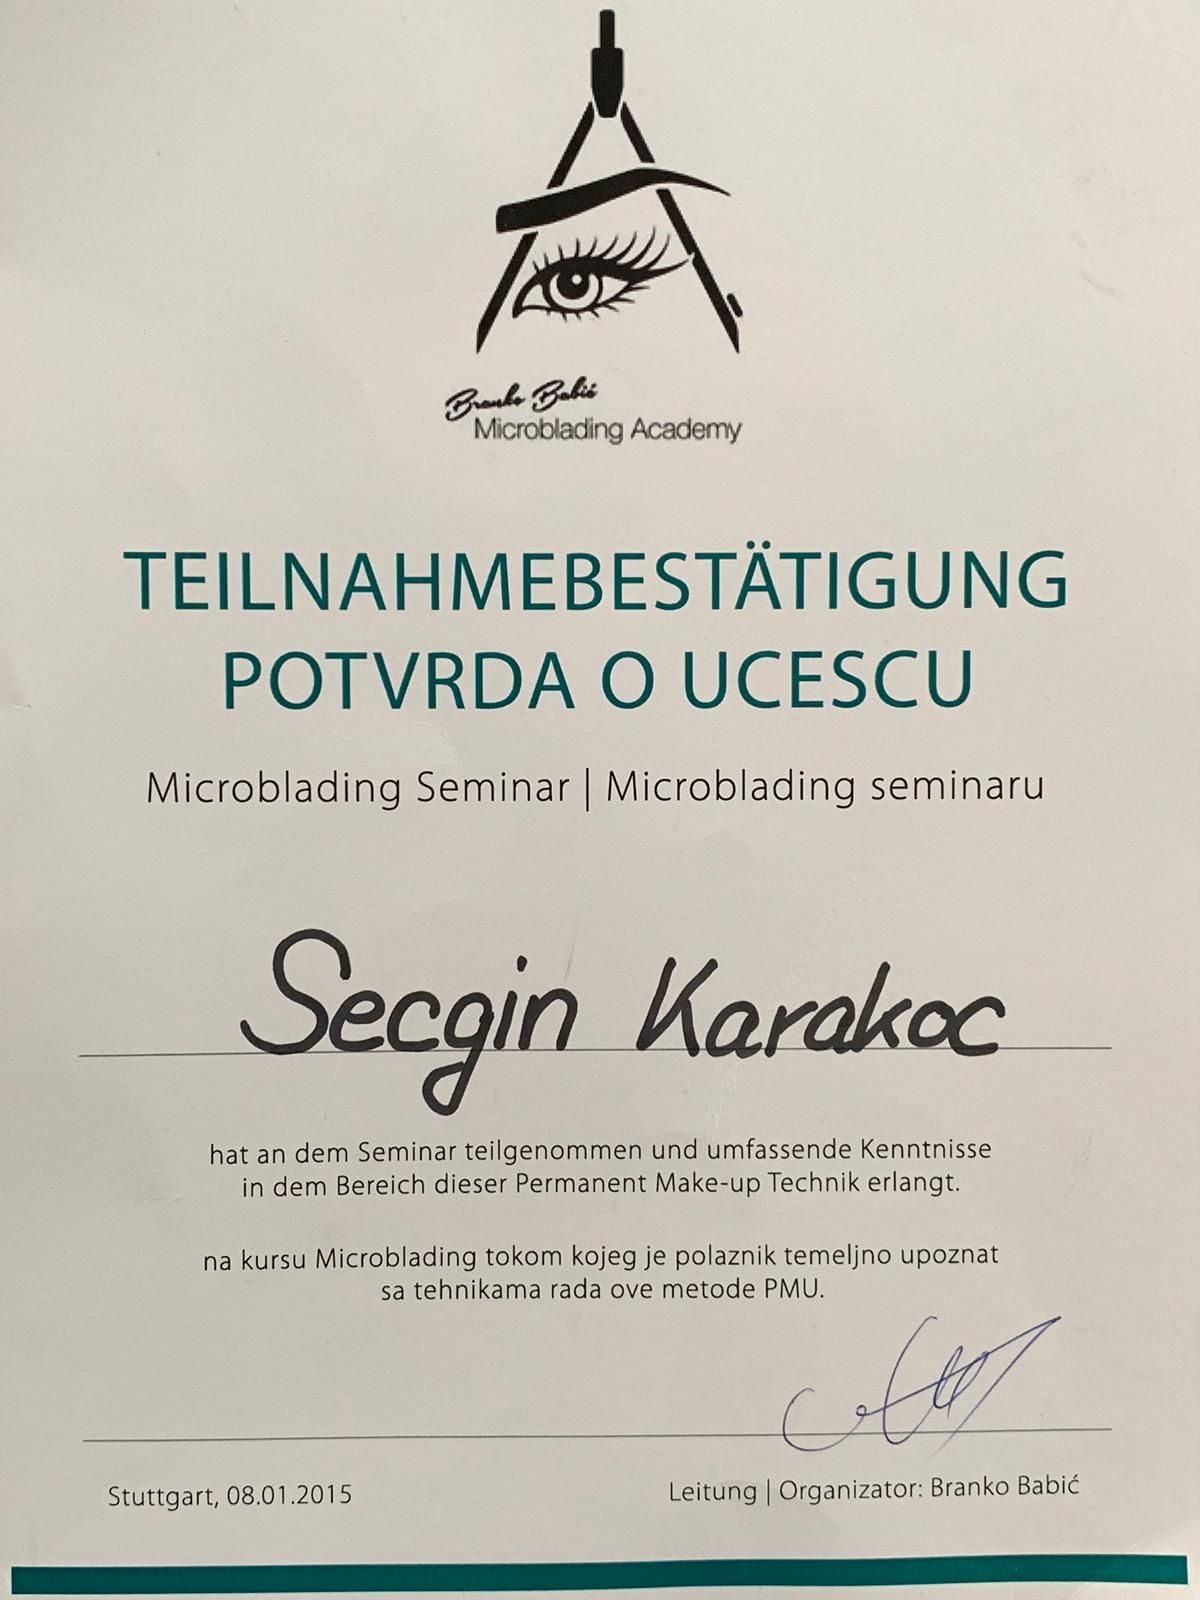 Branko Babić
Microblading Academy
TEILNAHMEBESTÄTIGUNG
POTVRDA O UCESCU
Microblading Seminar | Microblading seminaru
Secgin Karakoc
hat an dem Seminar teilgenommen und umfassende Kenntnisse
in dem Bereich dieser Permanent Make-up Technik erlangt.
na kursu Microblading tokom kojeg je polaznik temeljno upoznat
sa tehnikama rada ove metode PMU.
Stuttgart, 08.01.2015
Leitung | Organizator: Branko Babić